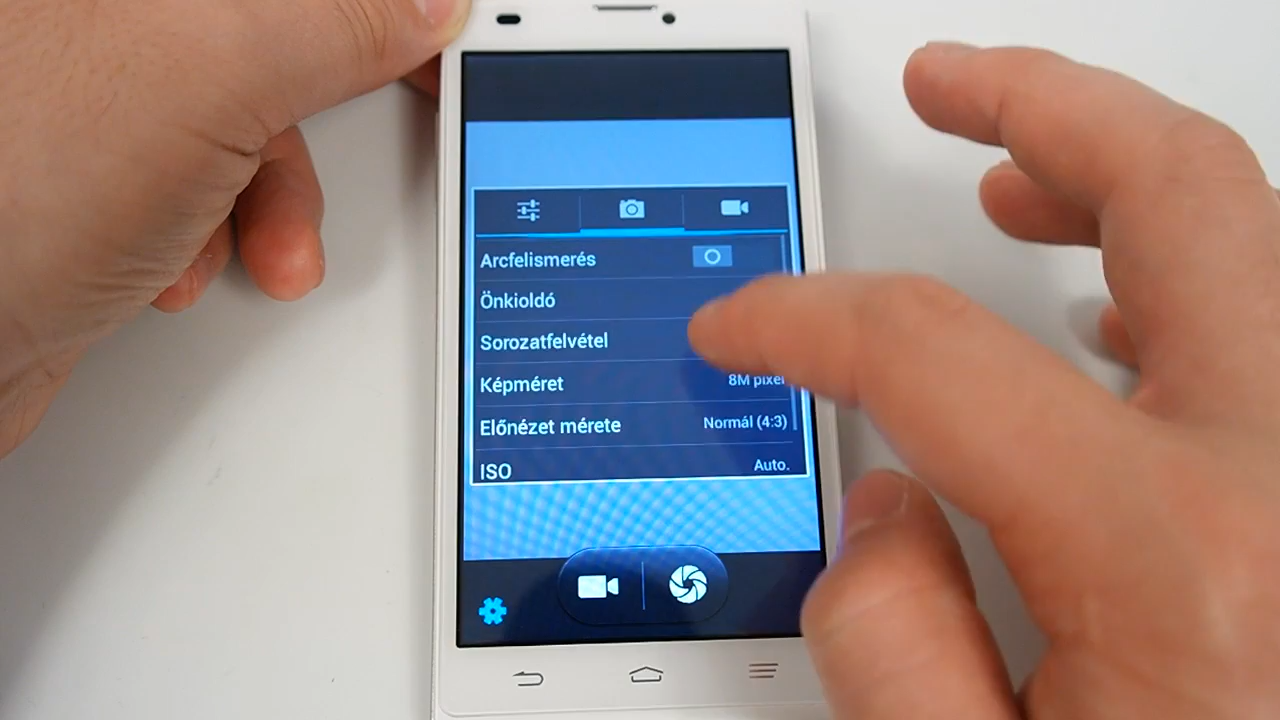 Arcfelismerés
Önkioldó
Sorozatfelvétel
Képméret 8M pixel
Előnézet mérete Normál (4:3)
ISO Auto.